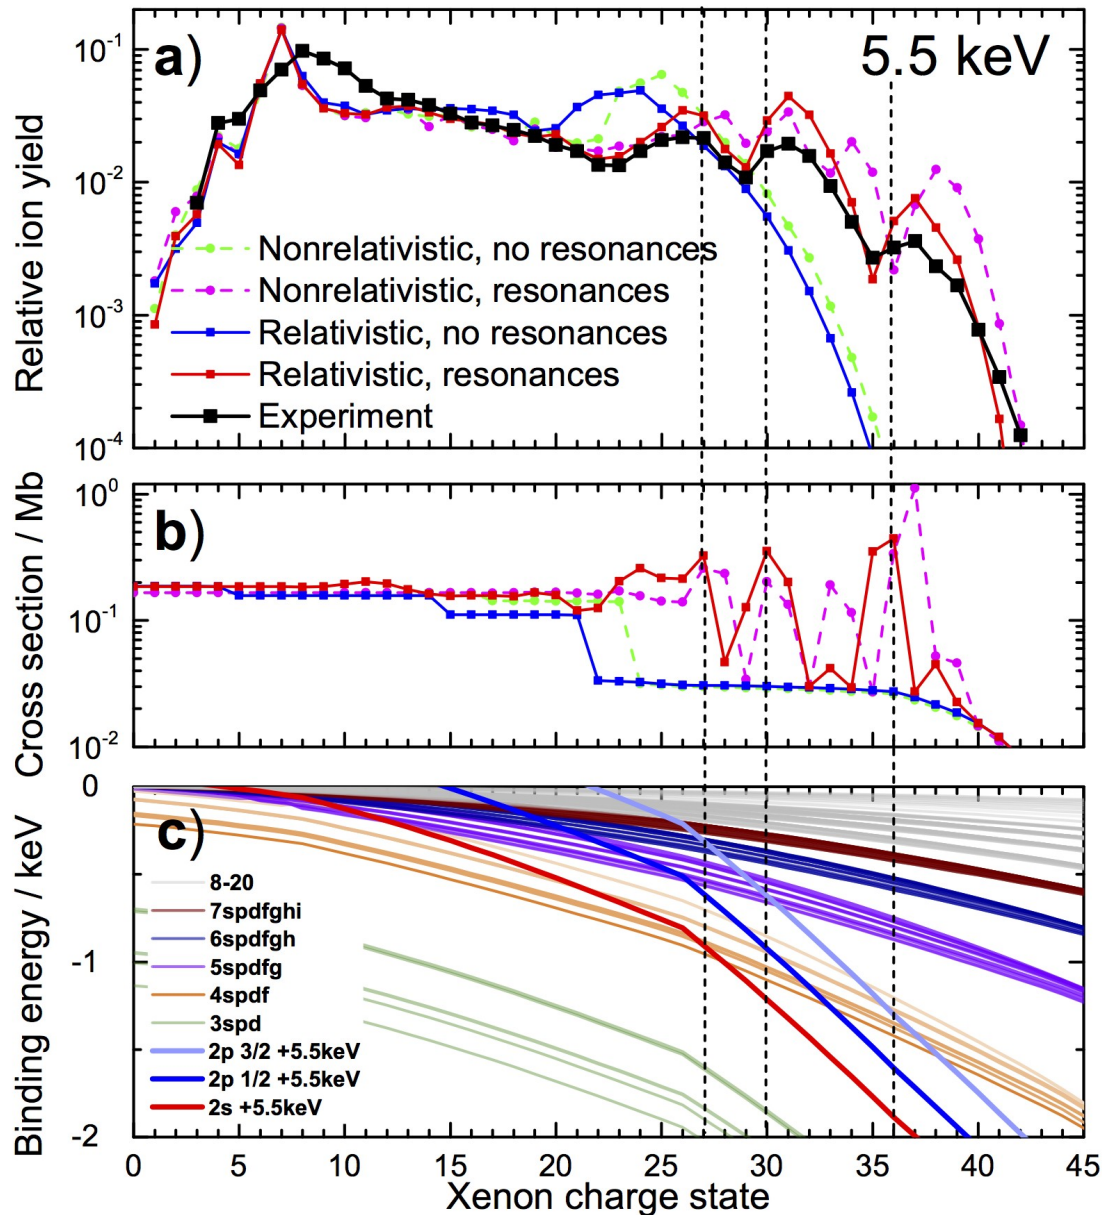 a)
5.5 keV
Relative ion yield
10⁻¹
10⁻²
10⁻³
10⁻⁴
Nonrelativistic, no resonances
Nonrelativistic, resonances
Relativistic, no resonances
Relativistic, resonances
Experiment
b)
Cross section / Mb
10⁰
10⁻¹
10⁻²
c)
Binding energy / keV
0
-1
-2
8-20
7spdfghi
6spdfgh
5spdfg
4spdf
3spd
2p 3/2 +5.5keV
2p 1/2 +5.5keV
2s +5.5keV
0 5 10 15 20 25 30 35 40 45
Xenon charge state